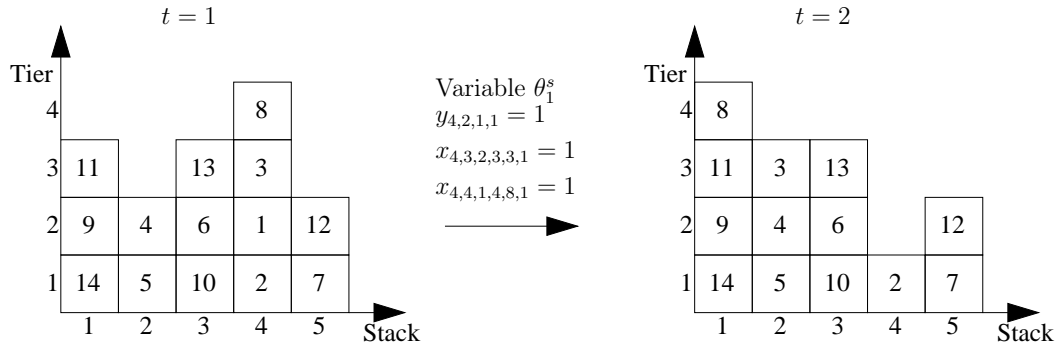 t = 1
t = 2
Tier
4 8
3 11 13 3
2 9 4 6 1 12
1 14 5 10 2 7
1 2 3 4 5
Stack
Variable θ_1^s
y_{4,2,1,1} = 1
x_{4,3,2,3,3,1} = 1
x_{4,4,1,4,8,1} = 1
Tier
4 8
3 11 3 13
2 9 4 6 12
1 14 5 10 2 7
1 2 3 4 5
Stack